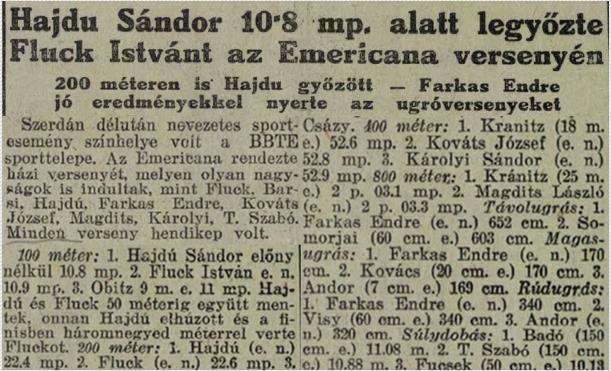 Hajdu Sándor 10·8 mp. alatt legyőzte
Fluck Istvánt az Emericana versenyén
200 méteren is Hajdu győzött — Farkas Endre
jó eredményekkel nyerte az ugróversenyeket
Szerdán délután nevezetes sport-
esemény színhelye volt a BBTE
sporttelepe. Az Emericana rendezte
házi versenyét, melyen olyan nagy-
ságok is indultak, mint Fluck. Bar-
si, Hajdú, Farkas Endre, Kováts
József, Magdits, Károlyi, T. Szabó.
Minden verseny hendikep volt.
100 méter: 1. Hajdú Sándor előny
nélkül 10.8 mp. 2. Fluck István e. n.
10.9 mp. 3. Obitz 9 m. e. 11 mp. Haj-
dú és Fluck 50 méterig együtt men-
tek, onnan Hajdú elhúzott és a fi-
nisben háromnegyed méterrel verte
Fluckot. 200 méter: 1. Hajdú (e. n.)
22.4 mp. 2. Fluck (e. n.) 22.6 mp. 3.
Csázy. 400 méter: 1. Kranitz (18 m.
e.) 52.6 mp. 2. Kováts József (e. n.)
52.8 mp. 3. Károlyi Sándor (e. n.)
52.9 mp. 800 méter: 1. Kránitz (25 m.
e.) 2 p. 03.1 mp. 2. Magdits László
(e. n.) 2 p. 03.3 mp. Távolugrás: 1.
Farkas Endre (e. n.) 652 cm. 2. So-
morjai (60 cm. e.) 603 cm. Magas-
ugrás: 1. Farkas Endre (e. n.) 170
cm. 2. Kovács (20 cm. e.) 170 cm. 3.
Andor (7 cm. e.) 169 cm. Rúdugrás:
1. Farkas Endre (e. n.) 340 cm. 2.
Visy (60 cm. e.) 340 cm. 3. Andor (e.
n.) 320 cm. Súlydobás: 1. Badó (150
cm. e.) 11.08 m. 2. T. Szabó (150 cm.
e.) 10.88 m. 3. Fucsek (50 cm. e.) 10.13